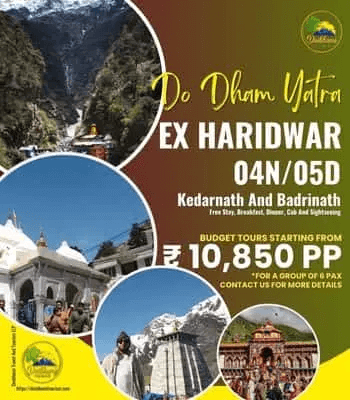 Do Dham Yatra
EX HARIDWAR
04N/05D
Kedarnath And Badrinath
Free Stay, Breakfast, Dinner, Cab And Sightseeing
BUDGET TOURS STARTING FROM
₹ 10,850 PP
*FOR A GROUP OF 6 PAX
CONTACT US FOR MORE DETAILS